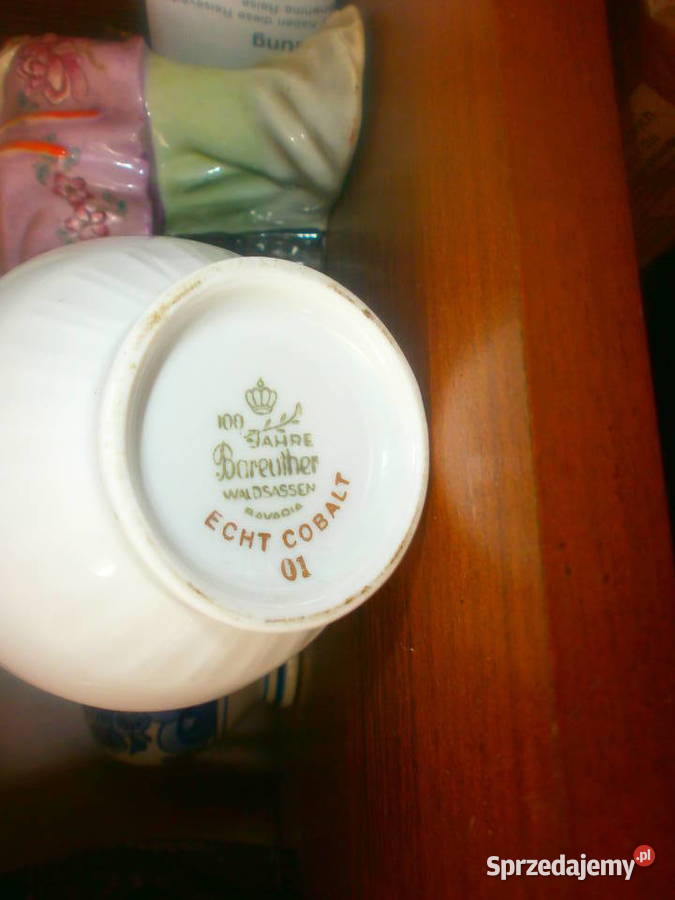 100
JAHRE
Bareuther
WALDSASSEN
BAVARIA
ECHT COBALT
01
Sprzedajemy.pl